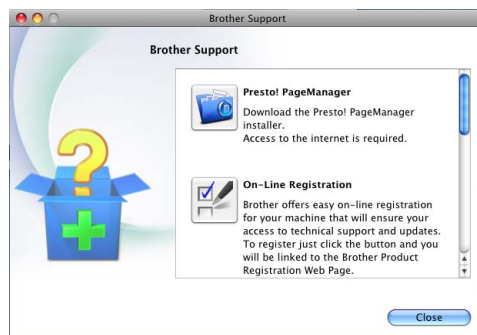 Brother Support
Brother Support
Presto! PageManager
Download the Presto! PageManager
installer.
Access to the internet is required.
On-Line Registration
Brother offers easy on-line registration
for your machine that will ensure your
access to technical support and updates.
To register just click the button and you
will be linked to the Brother Product
Registration Web Page.
Close